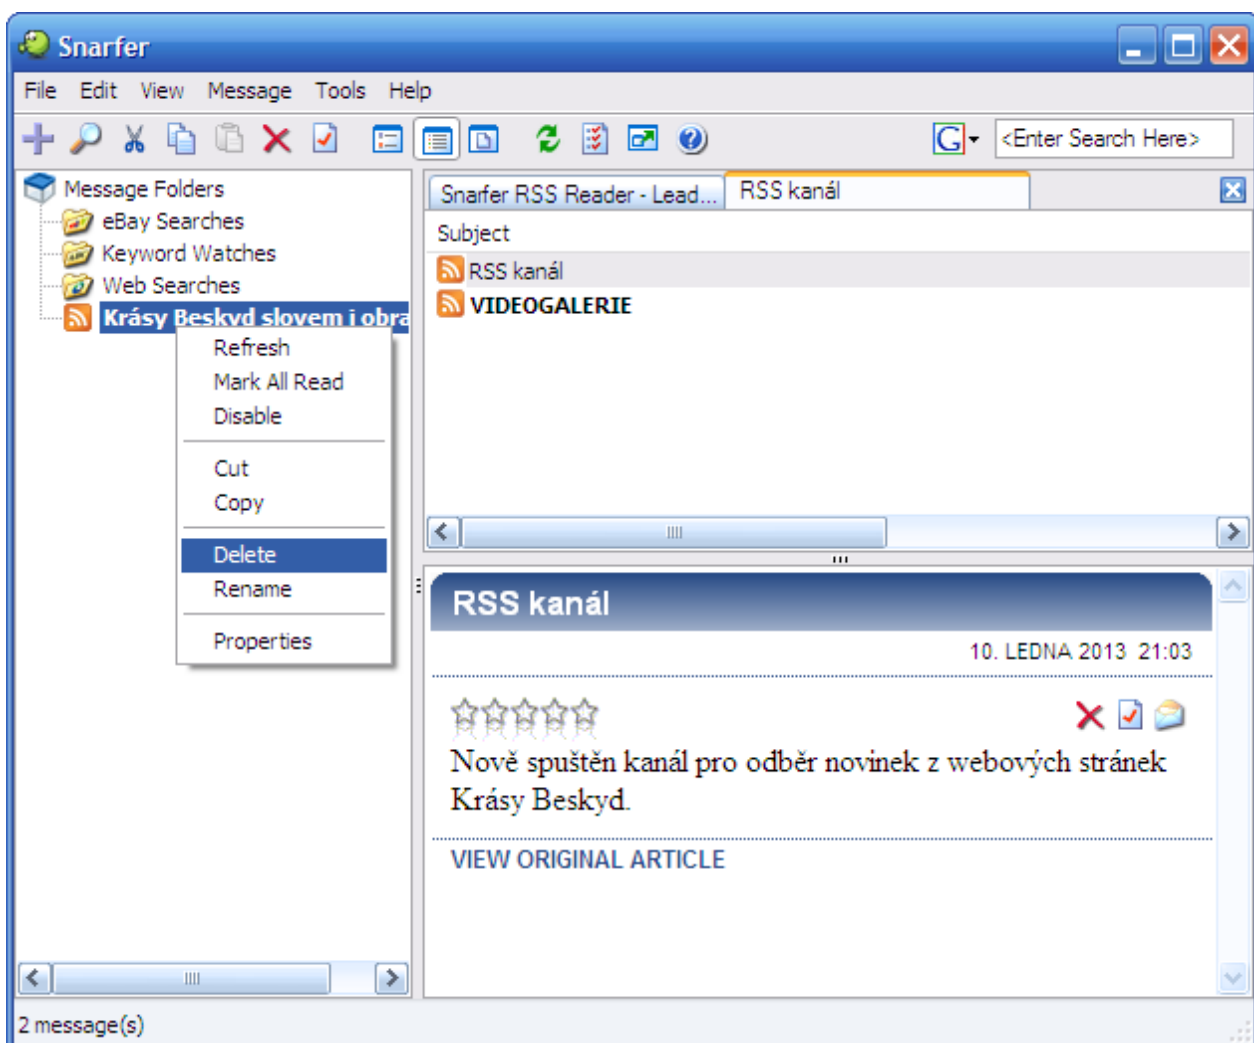 Snarfer
File Edit View Message Tools Help
<Enter Search Here>
Message Folders
eBay Searches
Keyword Watches
Web Searches
Krásy Beskyd slovem i obra
Refresh
Mark All Read
Disable
Cut
Copy
Delete
Rename
Properties
Snarfer RSS Reader - Lead...
RSS kanál
Subject
RSS kanál
VIDEOGALERIE
RSS kanál
10. LEDNA 2013 21:03
Nově spuštěn kanál pro odběr novinek z webových stránek
Krásy Beskyd.
VIEW ORIGINAL ARTICLE
2 message(s)